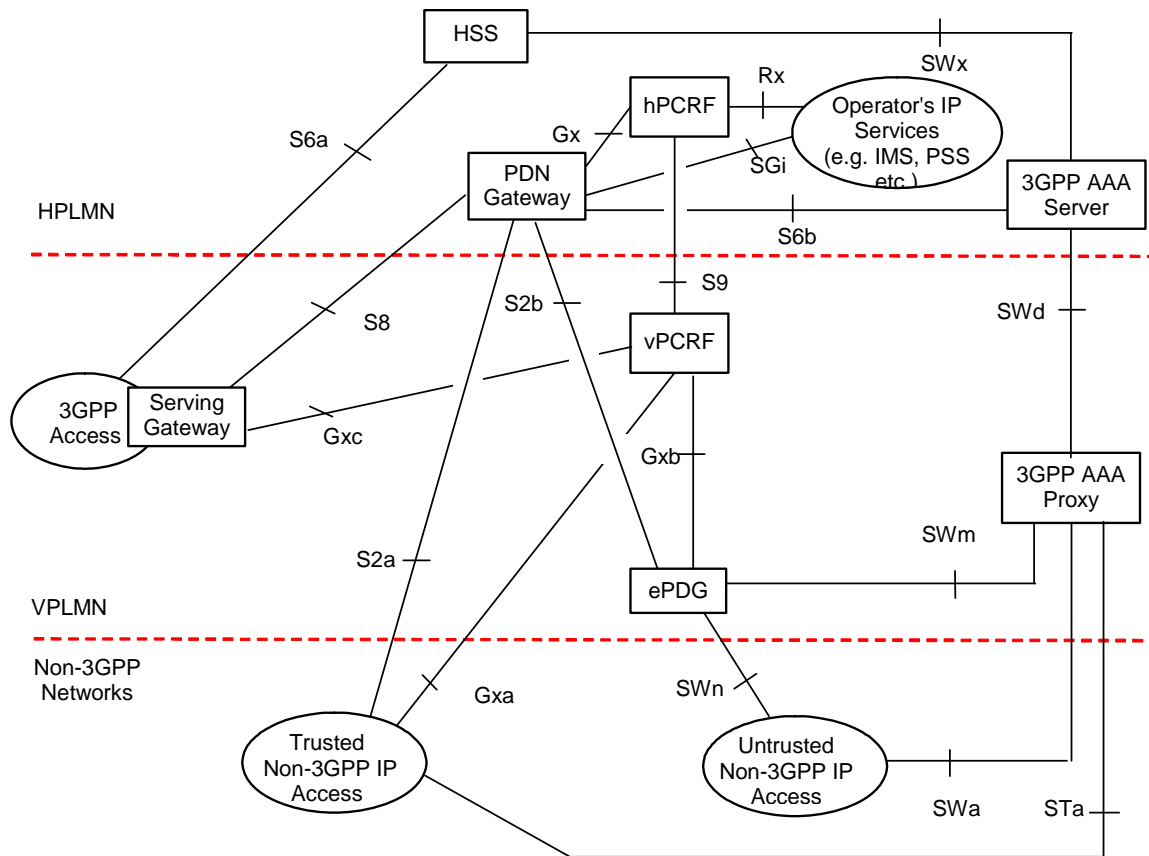 HSS
SWx
Rx
hPCRF
Operator's IP
Services
(e.g. IMS, PSS
etc.)
Gx
S6a
SGi
PDN
Gateway
3GPP AAA
Server
HPLMN
S6b
S2b
S9
SWd
S8
vPCRF
3GPP
Access
Serving
Gateway
Gxc
Gxb
3GPP AAA
Proxy
SWm
S2a
ePDG
VPLMN
Non-3GPP
Networks
Gxa
SWn
Trusted
Non-3GPP IP
Access
Untrusted
Non-3GPP IP
Access
SWa
STa